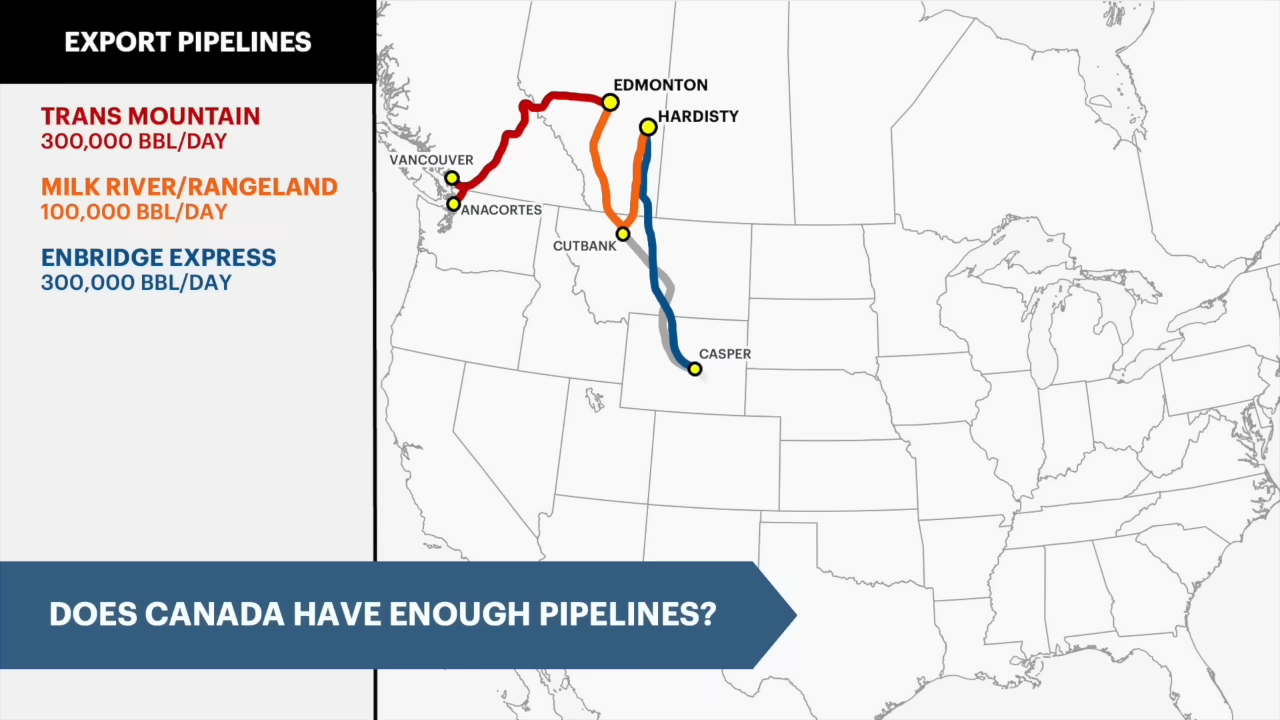 EXPORT PIPELINES
TRANS MOUNTAIN
300,000 BBL/DAY
MILK RIVER/RANGELAND
100,000 BBL/DAY
ENBRIDGE EXPRESS
300,000 BBL/DAY
EDMONTON
HARDISTY
VANCOUVER
ANACORTES
CUTBANK
CASPER
DOES CANADA HAVE ENOUGH PIPELINES?